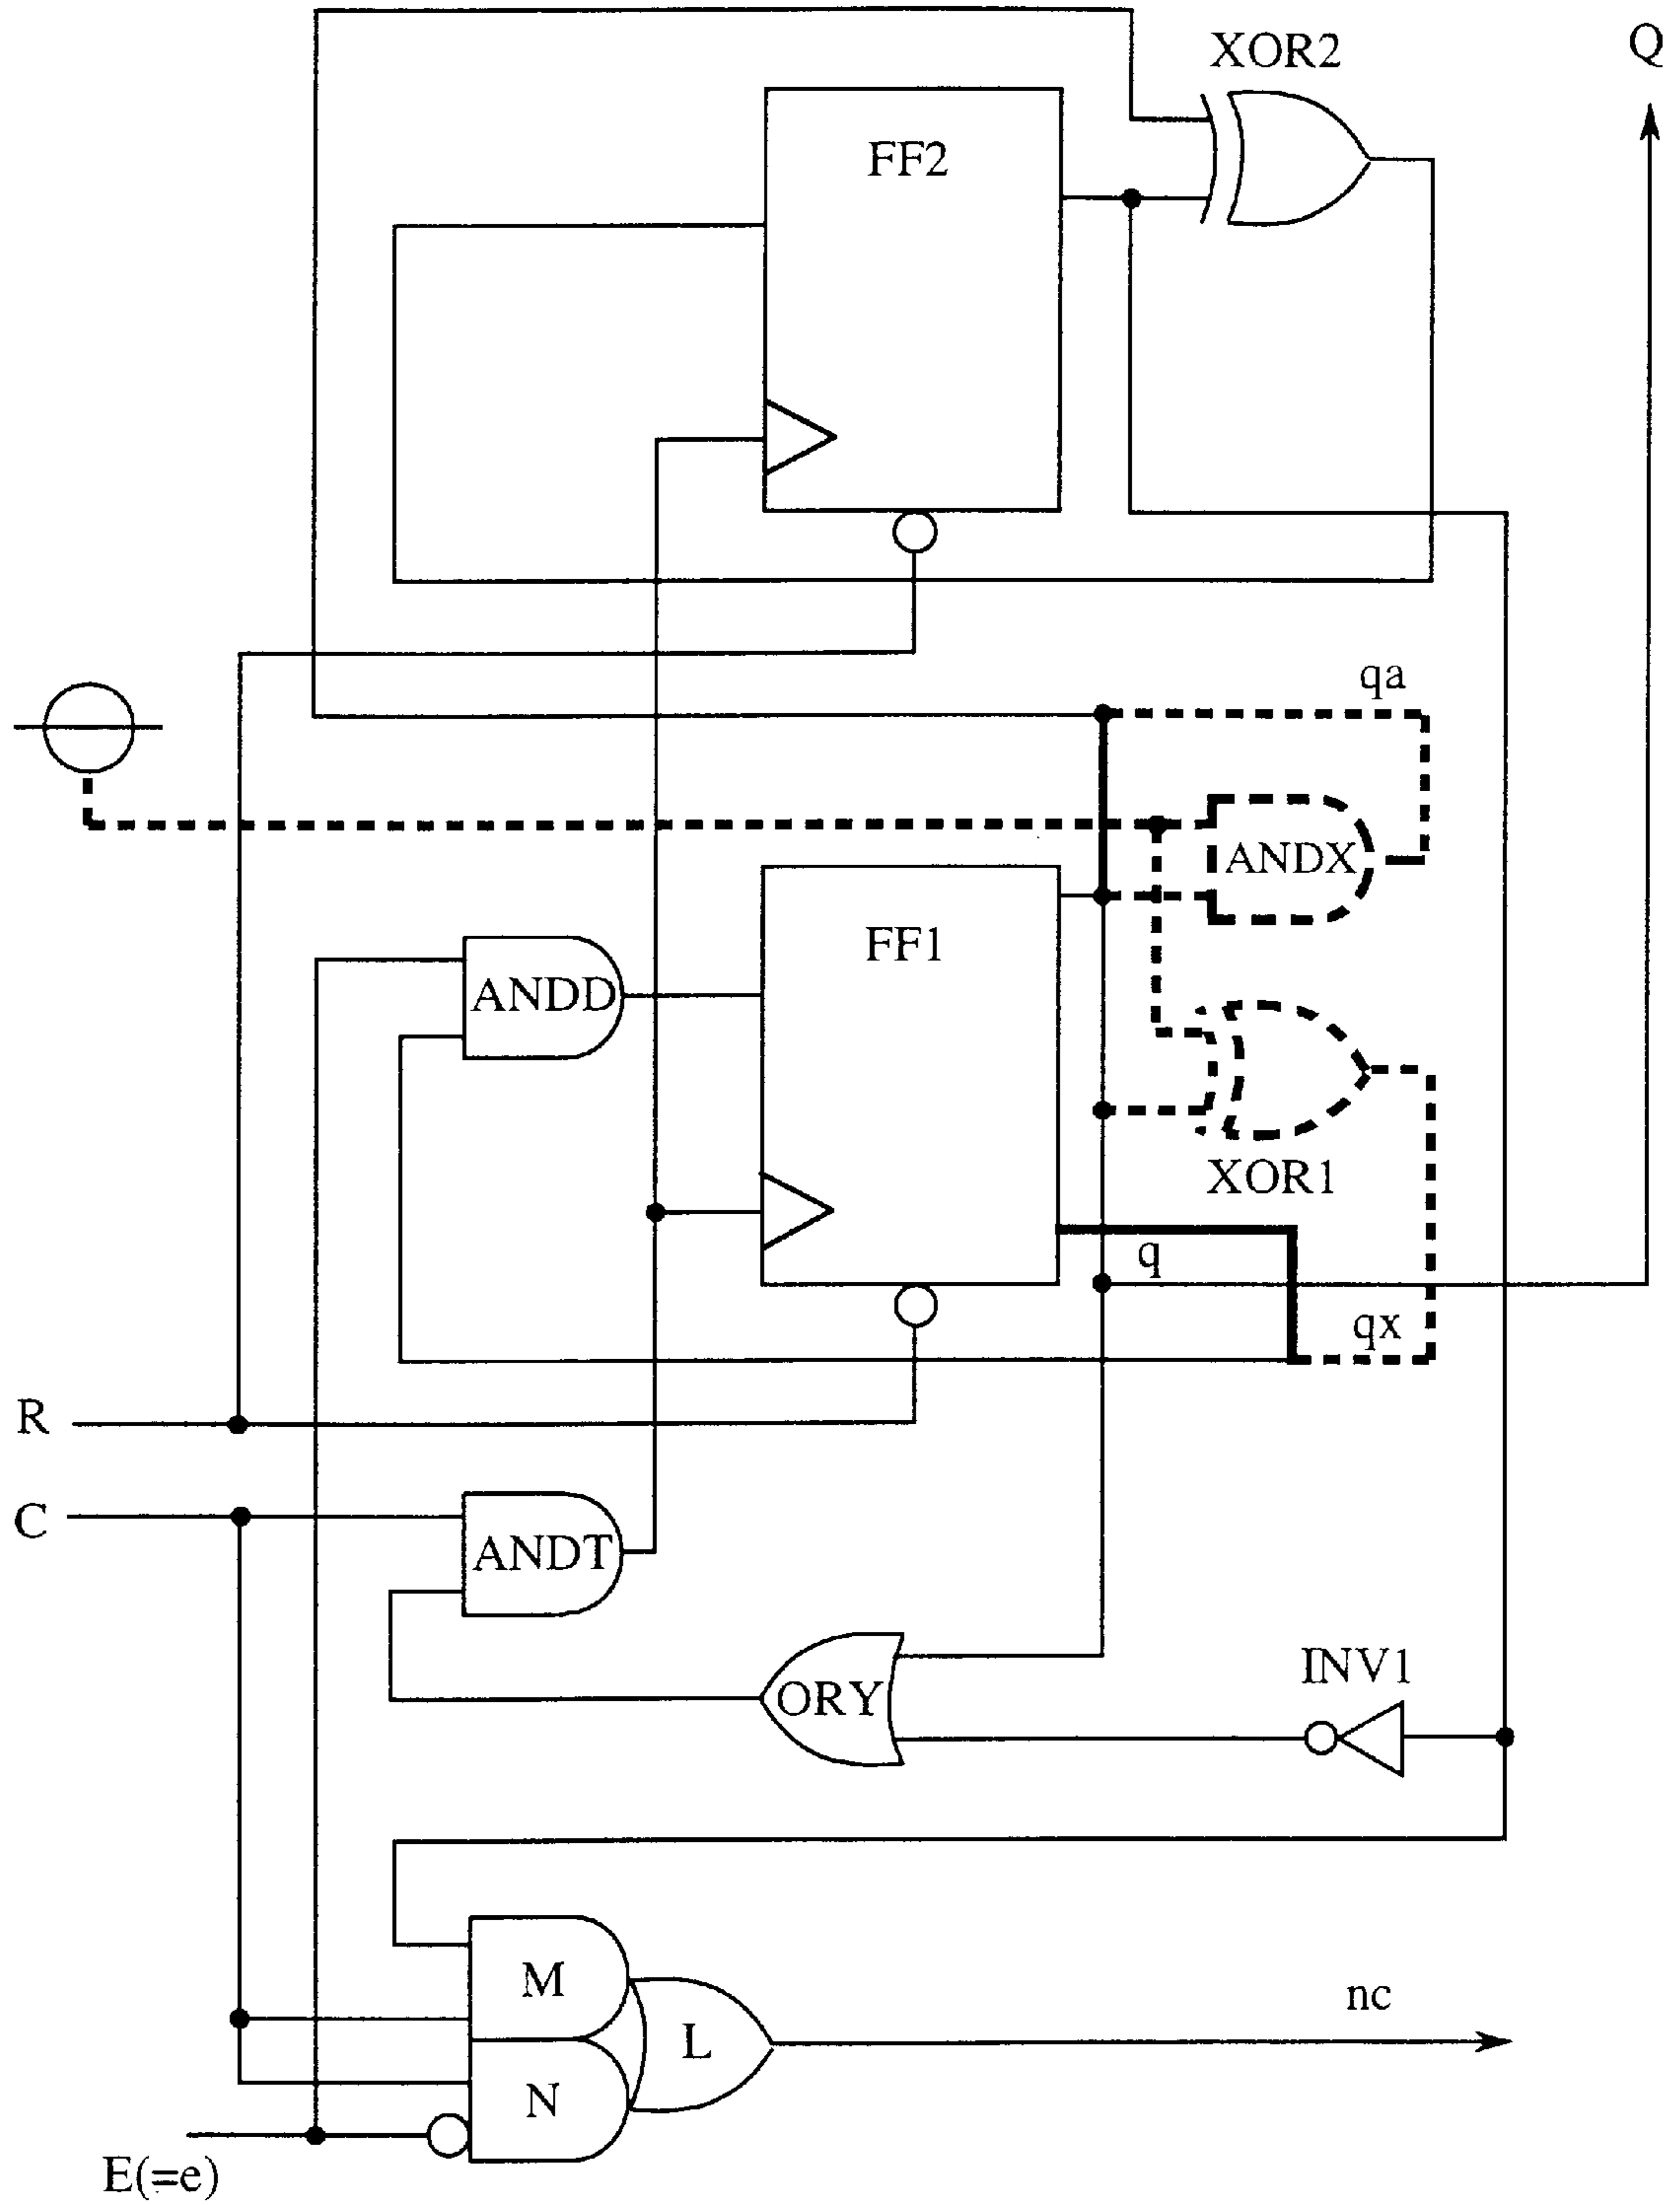 XOR2
Q
FF2
qa
ANDX
FF1
ANDD
XOR1
q
qx
R
C
ANDT
INV1
ORY
M
nc
L
N
E(=e)